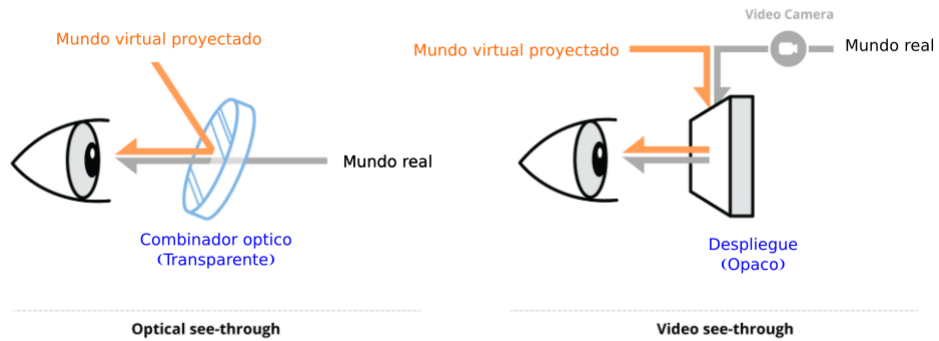 Mundo virtual proyectado
Mundo real
Combinador optico
(Transparente)
Optical see-through
Video Camera
Mundo virtual proyectado
Mundo real
Despliegue
(Opaco)
Video see-through